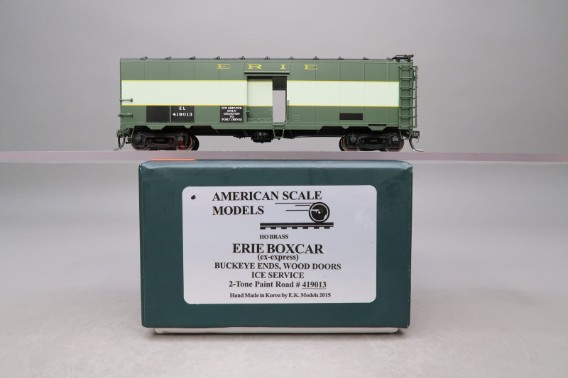 ERIE
EL
419013
AMERICAN SCALE
MODELS
HO BRASS
ERIE BOXCAR
(ex-express)
BUCKEYE ENDS, WOOD DOORS
ICE SERVICE
2-Tone Paint Road # 419013
Hand Made in Korea by E.K. Models 2015